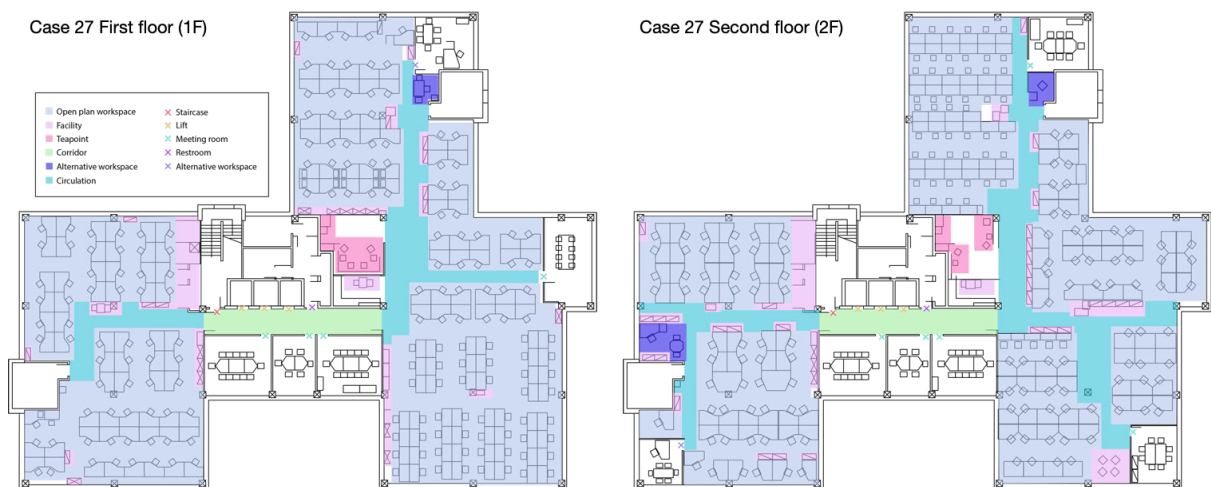 Case 27 First floor (1F)
Case 27 Second floor (2F)
Open plan workspace
Facility
Teapoint
Corridor
Alternative workspace
Circulation
Staircase
Lift
Meeting room
Restroom
Alternative workspace